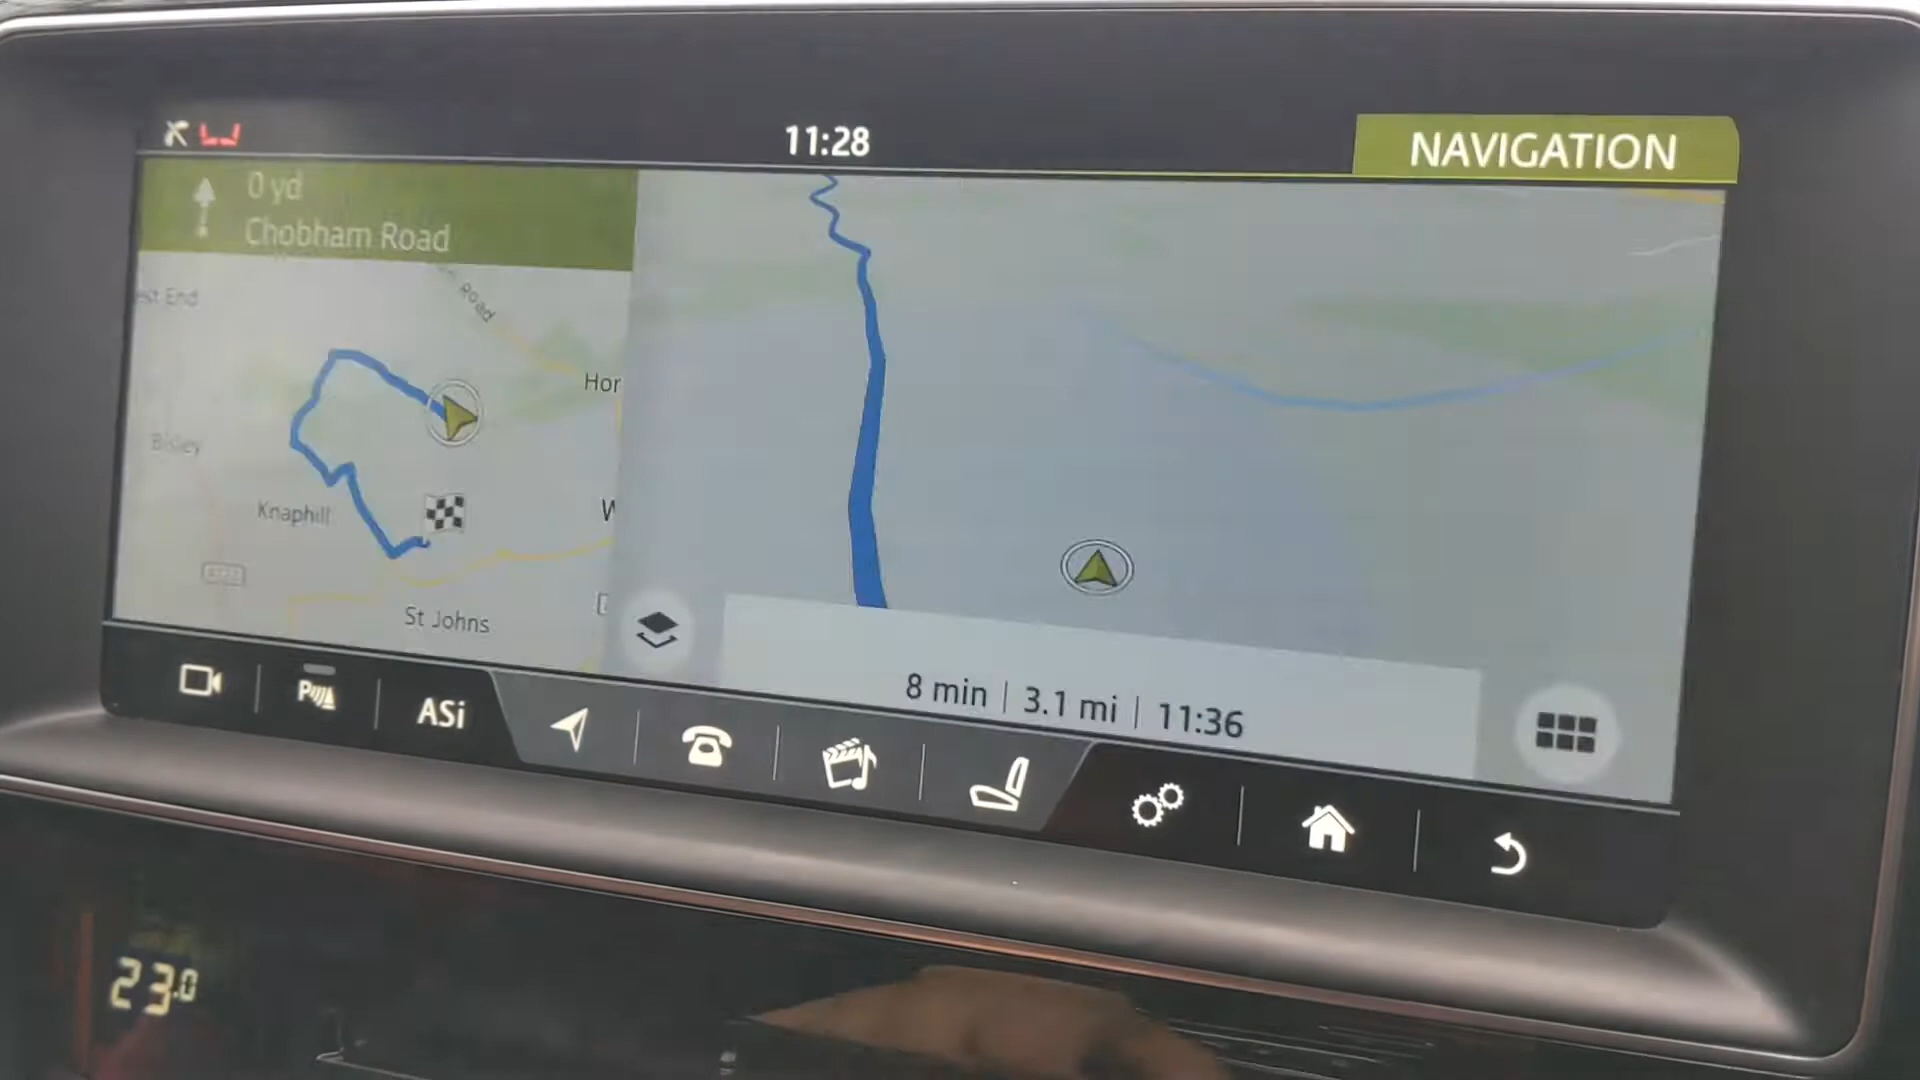 11:28
NAVIGATION
0 yd
Chobham Road
Road
Hor
Bisley
Knaphill
W
St Johns
8 min | 3.1 mi | 11:36
P
ASi
23.0